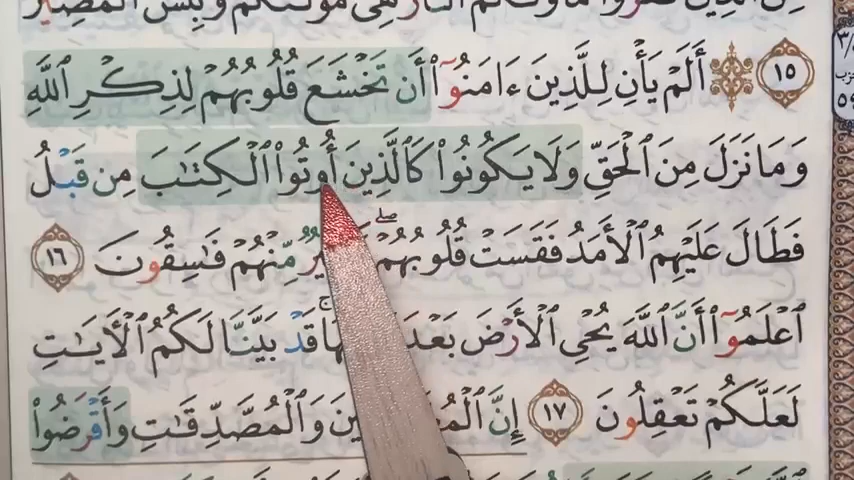 ١٥ أَلَمْ يَأْنِ لِلَّذِينَ ءَامَنُوٓا۟ أَن تَخْشَعَ قُلُوبُهُمْ لِذِكْرِ ٱللَّهِ
وَمَا نَزَلَ مِنَ ٱلْحَقِّ وَلَا يَكُونُوا۟ كَٱلَّذِينَ أُوتُوا۟ ٱلْكِتَٰبَ مِن قَبْلُ
فَطَالَ عَلَيْهِمُ ٱلْأَمَدُ فَقَسَتْ قُلُوبُهُمْ ۖ مِّنْهُمْ فَٰسِقُونَ ١٦
ٱعْلَمُوٓا۟ أَنَّ ٱللَّهَ يُحْىِ ٱلْأَرْضَ بَعْدَ قَدْ بَيَّنَّا لَكُمُ ٱلْءَايَٰتِ
لَعَلَّكُمْ تَعْقِلُونَ ١٧ إِنَّ وَٱلْمُصَّدِّقَٰتِ وَأَقْرَضُوا۟